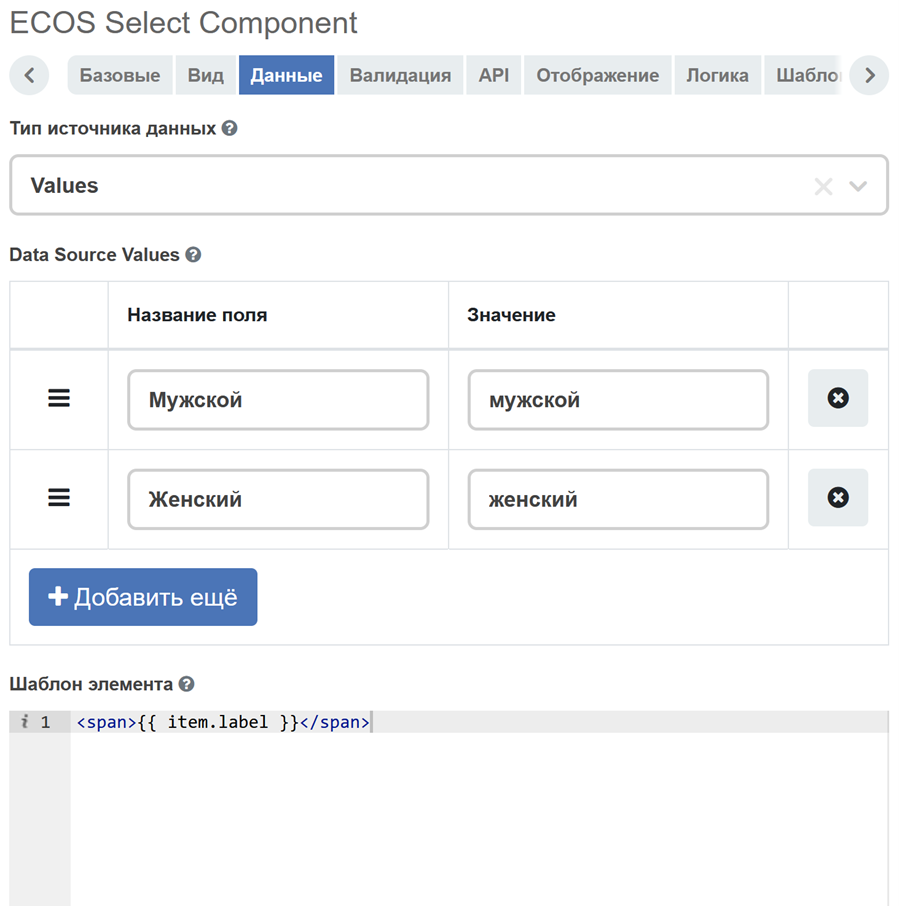 ECOS Select Component
Базовые Вид Данные Валидация API Отображение Логика Шабло
Тип источника данных
Values
Data Source Values
Название поля Значение
Мужской мужской
Женский женский
Добавить ещё
Шаблон элемента
i 1 <span>{{ item.label }}</span>